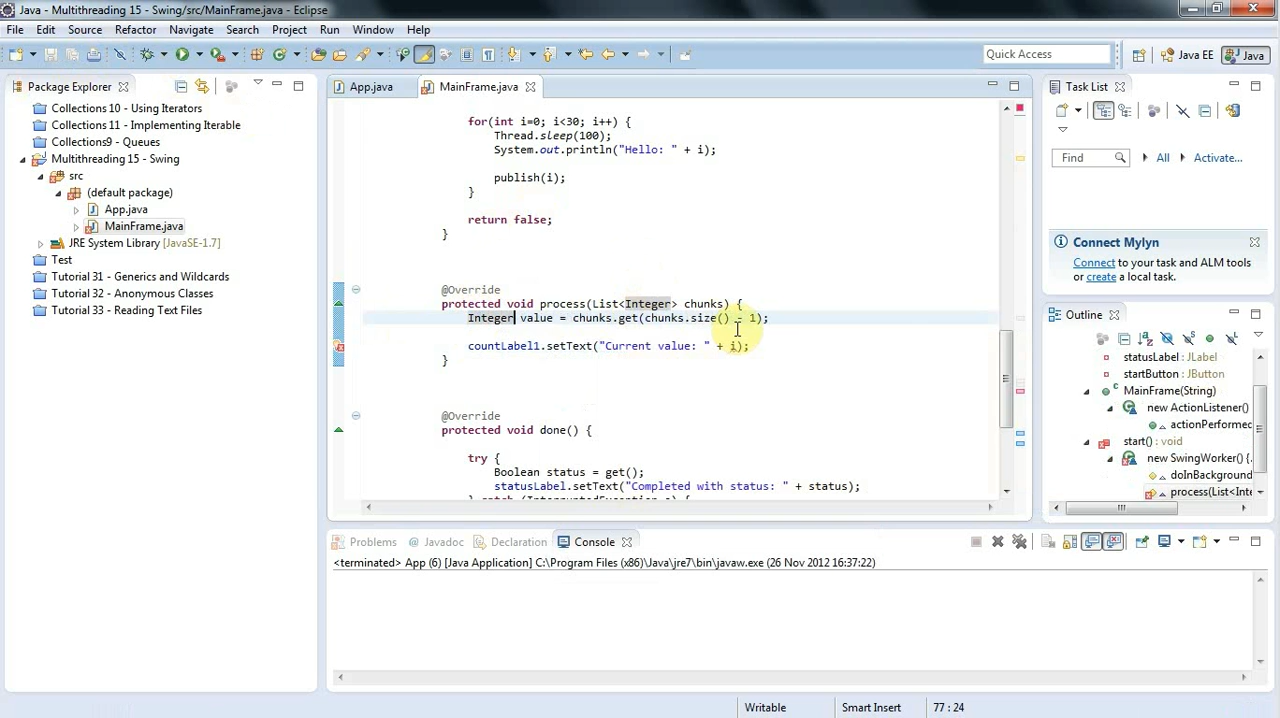 Java - Multithreading 15 - Swing/src/MainFrame.java - Eclipse
File Edit Source Refactor Navigate Search Project Run Window Help
Quick Access
Java EE
Java
Package Explorer
Collections 10 - Using Iterators
Collections 11 - Implementing Iterable
Collections9 - Queues
Multithreading 15 - Swing
src
(default package)
App.java
MainFrame.java
JRE System Library [JavaSE-1.7]
Test
Tutorial 31 - Generics and Wildcards
Tutorial 32 - Anonymous Classes
Tutorial 33 - Reading Text Files
App.java
MainFrame.java
for(int i=0; i<30; i++) {
Thread.sleep(100);
System.out.println("Hello: " + i);
publish(i);
}
return false;
}
@Override
protected void process(List<Integer> chunks) {
Integer value = chunks.get(chunks.size() - 1);
countLabel1.setText("Current value: " + i);
}
@Override
protected void done() {
try {
Boolean status = get();
statusLabel.setText("Completed with status: " + status);
} catch (InterruptedException e) {
Task List
Find
All
Activate...
Connect Mylyn
Connect to your task and ALM tools
or create a local task.
Outline
statusLabel : JLabel
startButton : JButton
MainFrame(String)
new ActionListener()
actionPerformed
start() : void
new SwingWorker() {..
doInBackground
process(List<Inte
Problems
Javadoc
Declaration
Console
<terminated> App (6) [Java Application] C:\Program Files (x86)\Java\jre7\bin\javaw.exe (26 Nov 2012 16:37:22)
Writable
Smart Insert
77 : 24